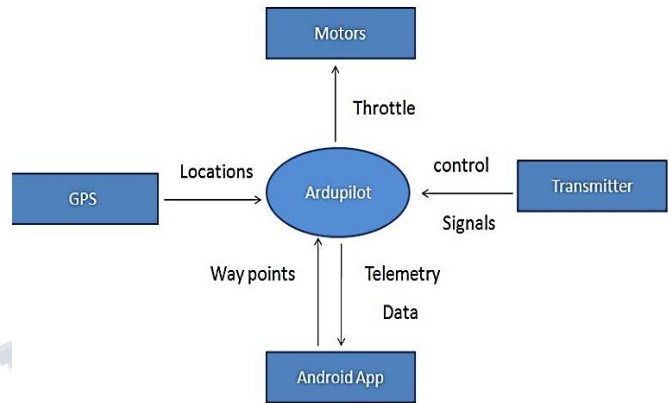 Motors
Throttle
Locations
control
GPS
Ardupilot
Transmitter
Signals
Way points
Telemetry
Data
Android App